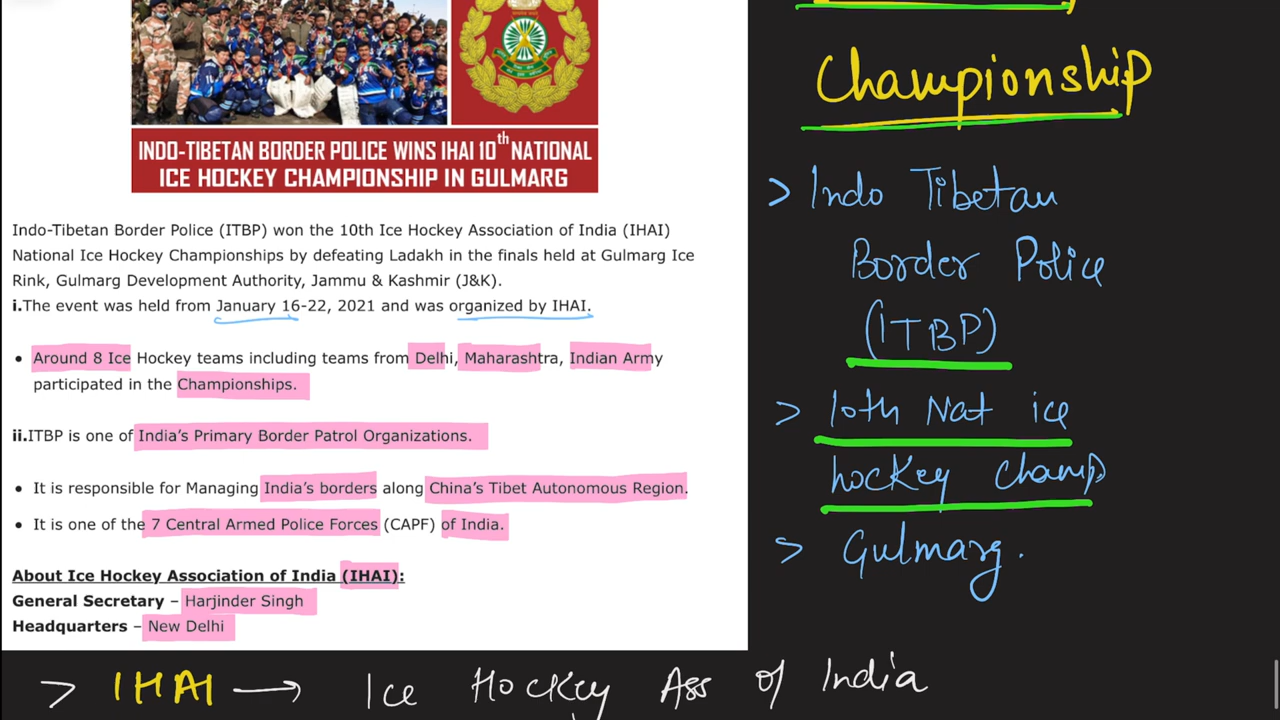 INDO-TIBETAN BORDER POLICE WINS IHAI 10th NATIONAL
ICE HOCKEY CHAMPIONSHIP IN GULMARG
Indo-Tibetan Border Police (ITBP) won the 10th Ice Hockey Association of India (IHAI)
National Ice Hockey Championships by defeating Ladakh in the finals held at Gulmarg Ice
Rink, Gulmarg Development Authority, Jammu & Kashmir (J&K).
i.The event was held from January 16-22, 2021 and was organized by IHAI.
• Around 8 Ice Hockey teams including teams from Delhi, Maharashtra, Indian Army
participated in the Championships.
ii.ITBP is one of India's Primary Border Patrol Organizations.
• It is responsible for Managing India's borders along China's Tibet Autonomous Region.
• It is one of the 7 Central Armed Police Forces (CAPF) of India.
About Ice Hockey Association of India (IHAI):
General Secretary – Harjinder Singh
Headquarters – New Delhi
Championship
> Indo Tibetan
Border Police
(ITBP)
> 10th Nat ice
hockey champ
> Gulmarg.
> IHAI → Ice Hockey Ass of India